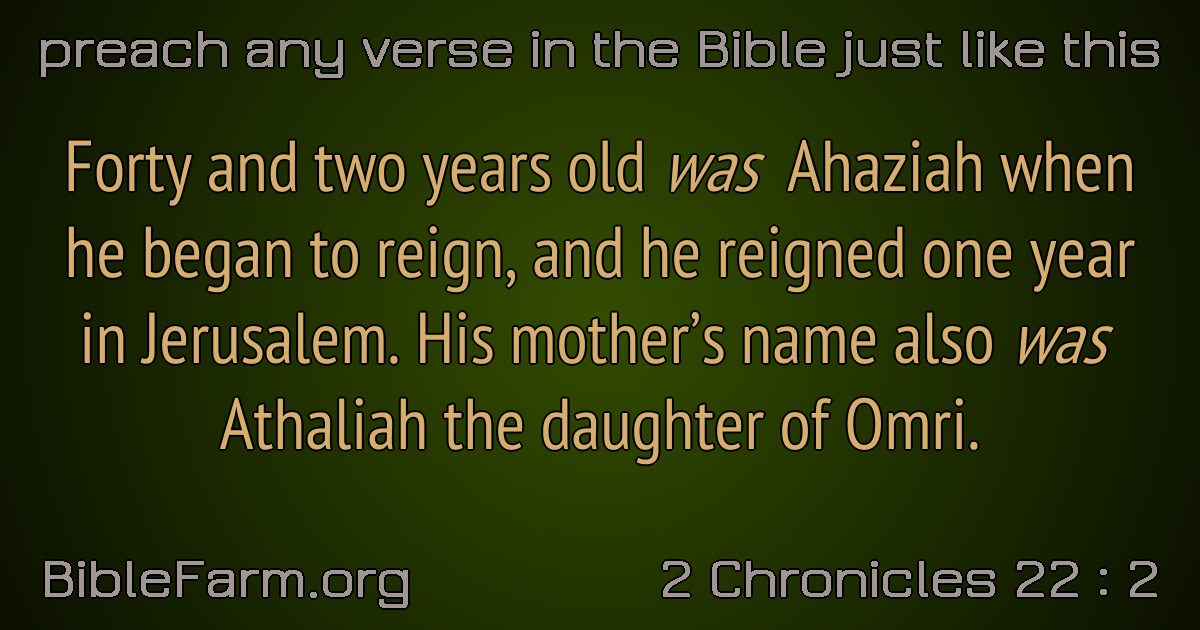 preach any verse in the Bible just like this
Forty and two years old was Ahaziah when
he began to reign, and he reigned one year
in Jerusalem. His mother’s name also was
Athaliah the daughter of Omri.
BibleFarm.org
2 Chronicles 22 : 2